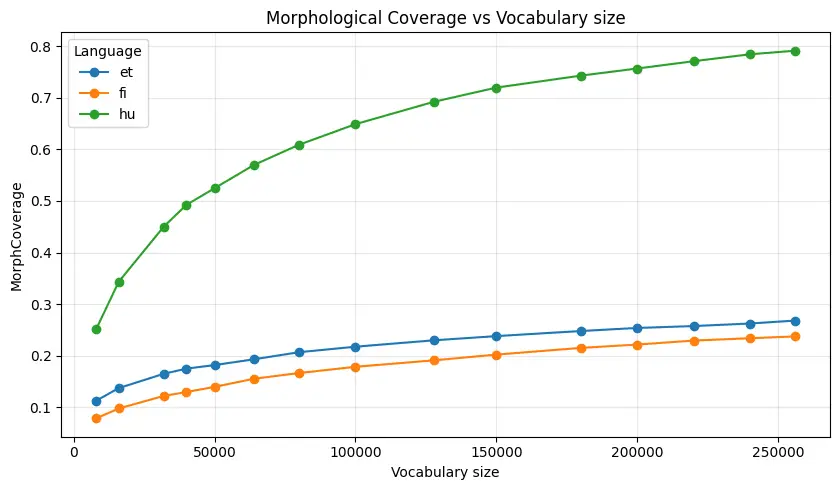 Morphological Coverage vs Vocabulary size
Language
et
fi
hu
MorphCoverage
0.8
0.7
0.6
0.5
0.4
0.3
0.2
0.1
0 50000 100000 150000 200000 250000
Vocabulary size